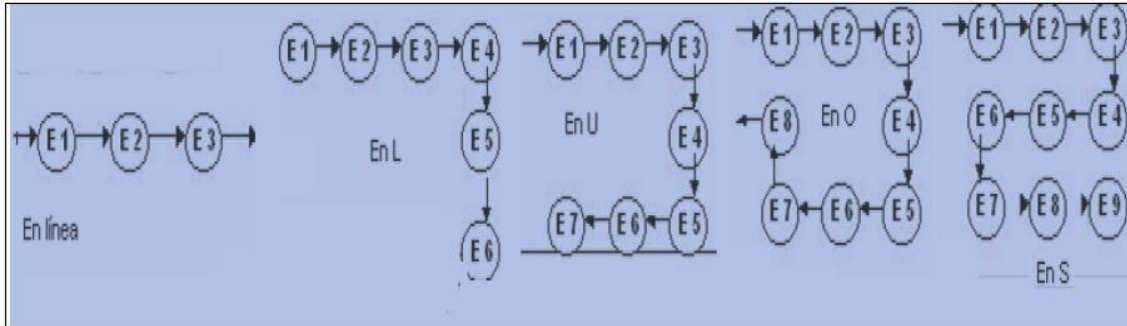 E1 E2 E3
En línea
E1 E2 E3 E4
E5
E6
En L
E1 E2 E3
E4
E7 E6 E5
En U
E1 E2 E3
E8 En O E4
E7 E6 E5
E1 E2 E3
E6 E5 E4
E7 E8 E9
En S